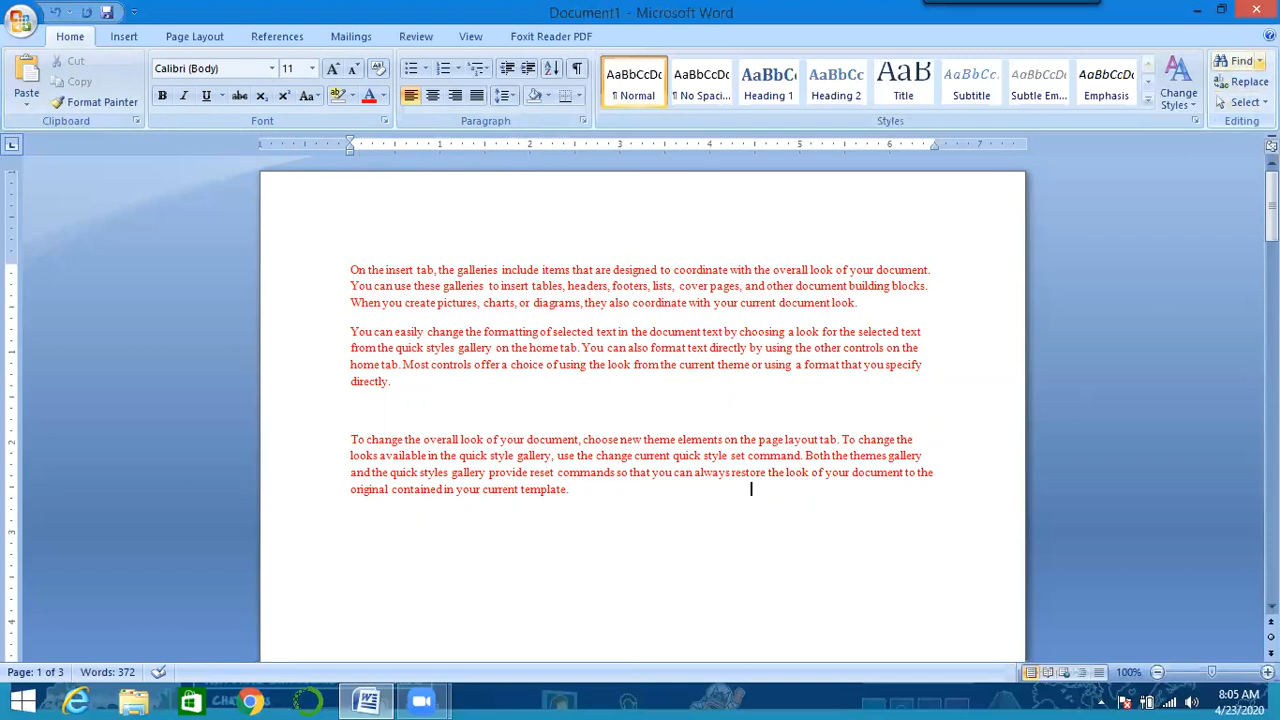 Document1 - Microsoft Word
Home Insert Page Layout References Mailings Review View Foxit Reader PDF
Paste
Cut
Copy
Format Painter
Clipboard
Calibri (Body) 11
Font
Paragraph
AaBbCcDc AaBbCcDc AaBbCc AaBbCc AaB AaBbCc. AaBbCcDc AaBbCcDc
¶ Normal ¶ No Spaci... Heading 1 Heading 2 Title Subtitle Subtle Em... Emphasis
Change
Styles
Styles
Find
Replace
Select
Editing
1 1 2 3 4 5 6 7
On the insert tab, the galleries include items that are designed to coordinate with the overall look of your document.
You can use these galleries to insert tables, headers, footers, lists, cover pages, and other document building blocks.
When you create pictures, charts, or diagrams, they also coordinate with your current document look.
You can easily change the formatting of selected text in the document text by choosing a look for the selected text
from the quick styles gallery on the home tab. You can also format text directly by using the other controls on the
home tab. Most controls offer a choice of using the look from the current theme or using a format that you specify
directly.
To change the overall look of your document, choose new theme elements on the page layout tab. To change the
looks available in the quick style gallery, use the change current quick style set command. Both the themes gallery
and the quick styles gallery provide reset commands so that you can always restore the look of your document to the
original contained in your current template.
Page: 1 of 3 Words: 372
100%
8:05 AM
4/23/2020